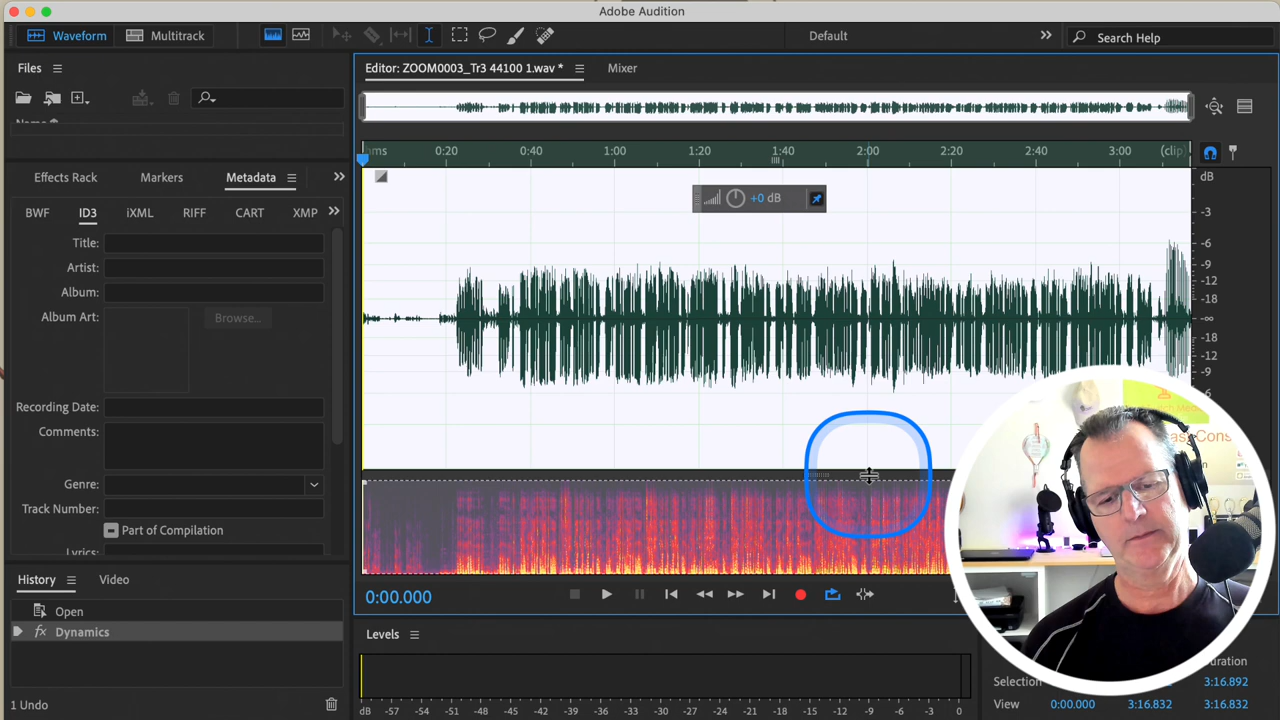 Adobe Audition
Waveform Multitrack Default Search Help
Files
Editor: ZOOM0003_Tr3 44100 1.wav * Mixer
hms 0:20 0:40 1:00 1:20 1:40 2:00 2:20 2:40 3:00 (clip)
Effects Rack Markers Metadata
dB
+0 dB
BWF ID3 iXML RIFF CART XMP
-3
Title:
-6
Artist:
-9
-12
Album:
-18
Album Art: Browse...
-∞
-18
-12
-9
-6
Recording Date:
Comments:
Genre:
Track Number:
Part of Compilation
Lyrics:
History Video
0:00.000
Open
fx Dynamics
Levels
Selection 3:16.892
View 0:00.000 3:16.832 3:16.832
1 Undo
dB -57 -54 -51 -48 -45 -42 -39 -36 -33 -30 -27 -24 -21 -18 -15 -12 -9 -6 -3 0